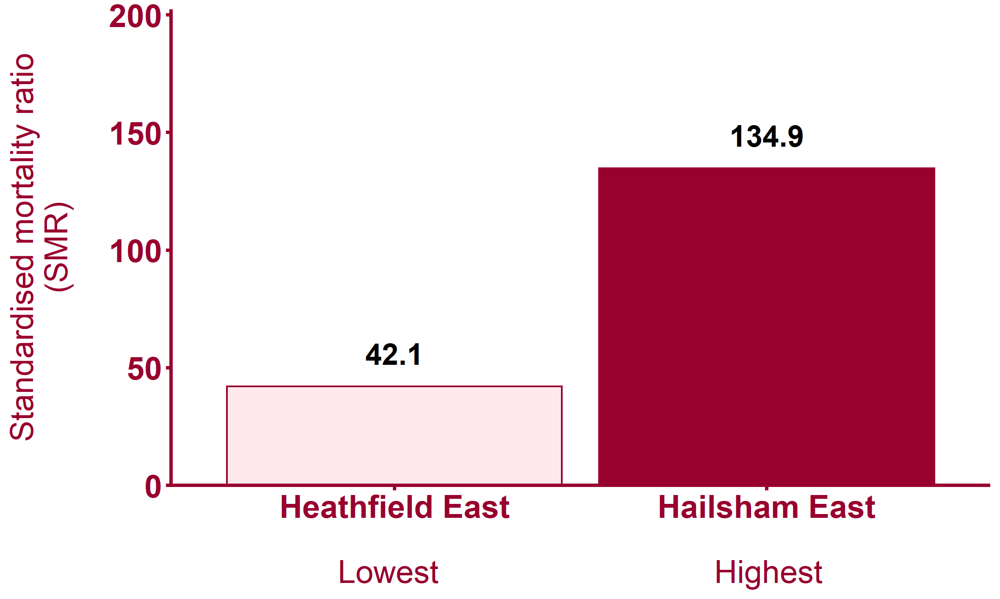 Standardised mortality ratio
(SMR)
200
150
100
50
0
134.9
42.1
Heathfield East
Hailsham East
Lowest
Highest